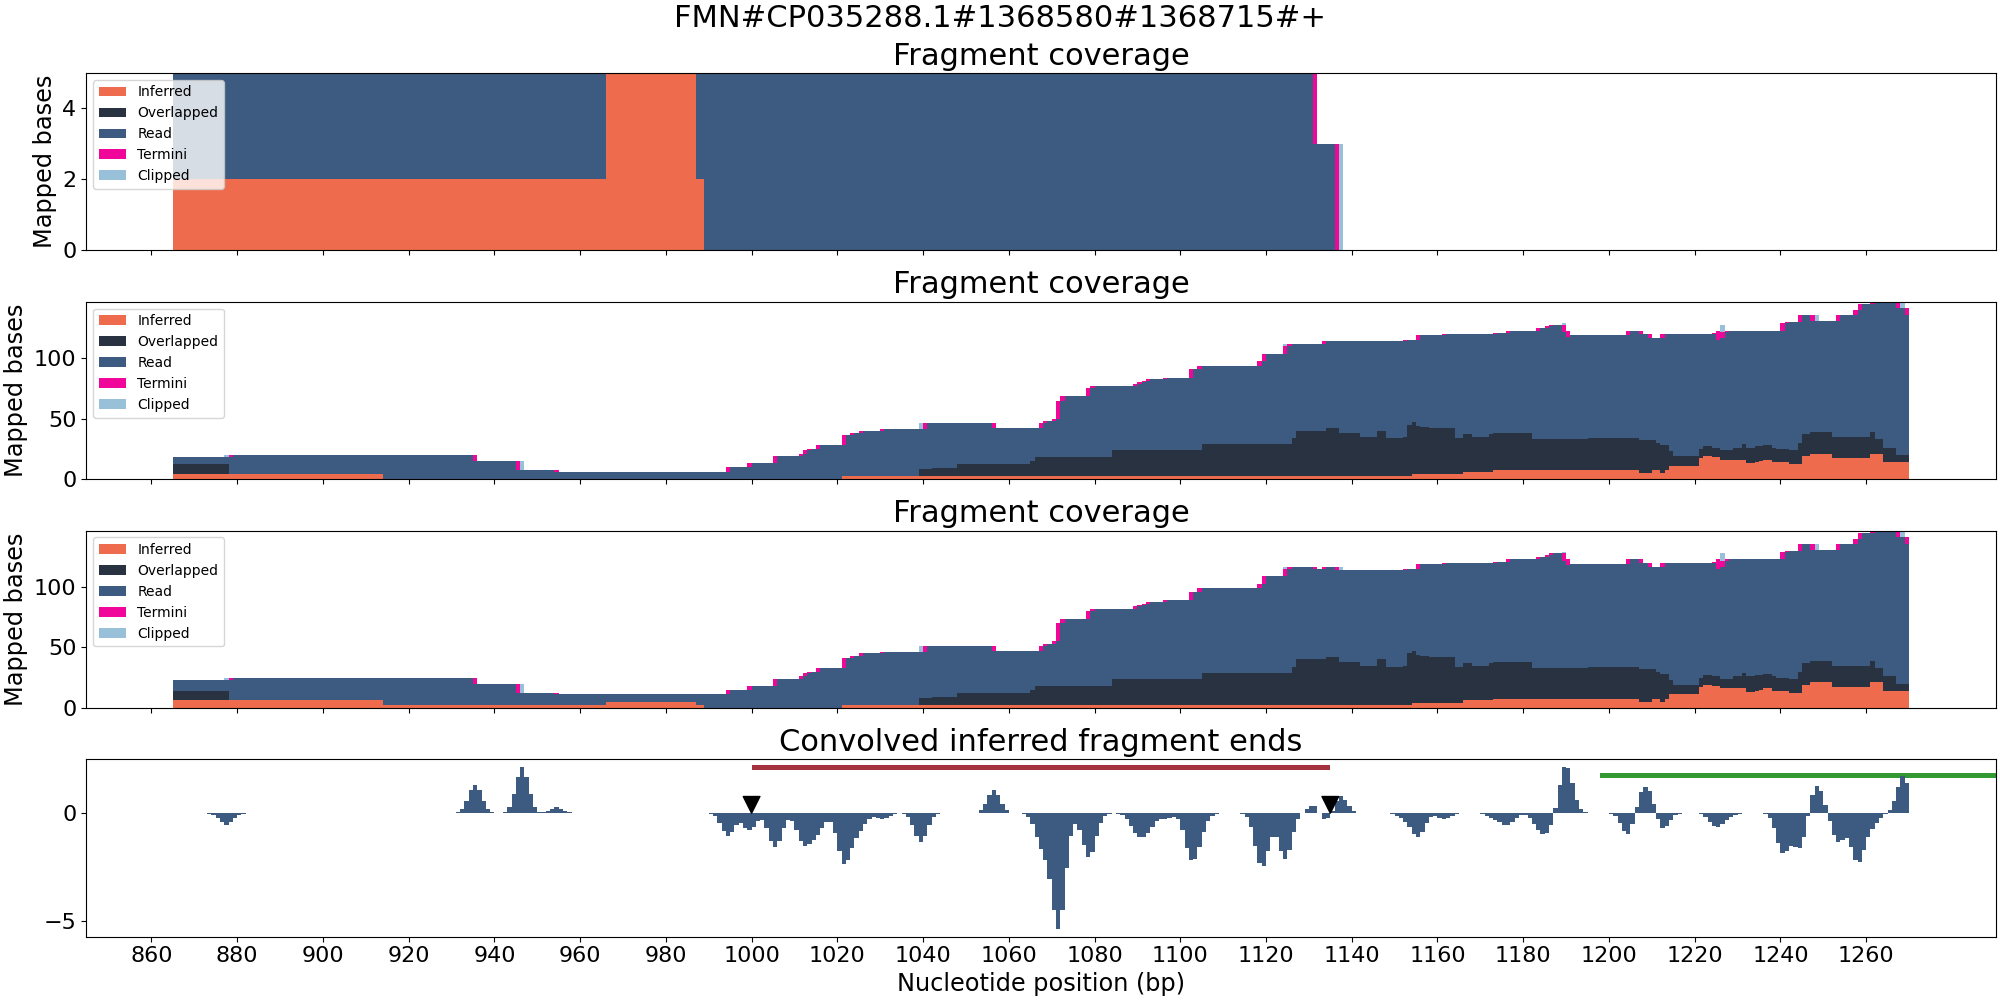 FMN#CP035288.1#1368580#1368715#+
Fragment coverage
Mapped bases
4
2
0
Inferred
Overlapped
Read
Termini
Clipped
Fragment coverage
Mapped bases
100
50
0
Inferred
Overlapped
Read
Termini
Clipped
Fragment coverage
Mapped bases
100
50
0
Inferred
Overlapped
Read
Termini
Clipped
Convolved inferred fragment ends
0
−5
860 880 900 920 940 960 980 1000 1020 1040 1060 1080 1100 1120 1140 1160 1180 1200 1220 1240 1260
Nucleotide position (bp)